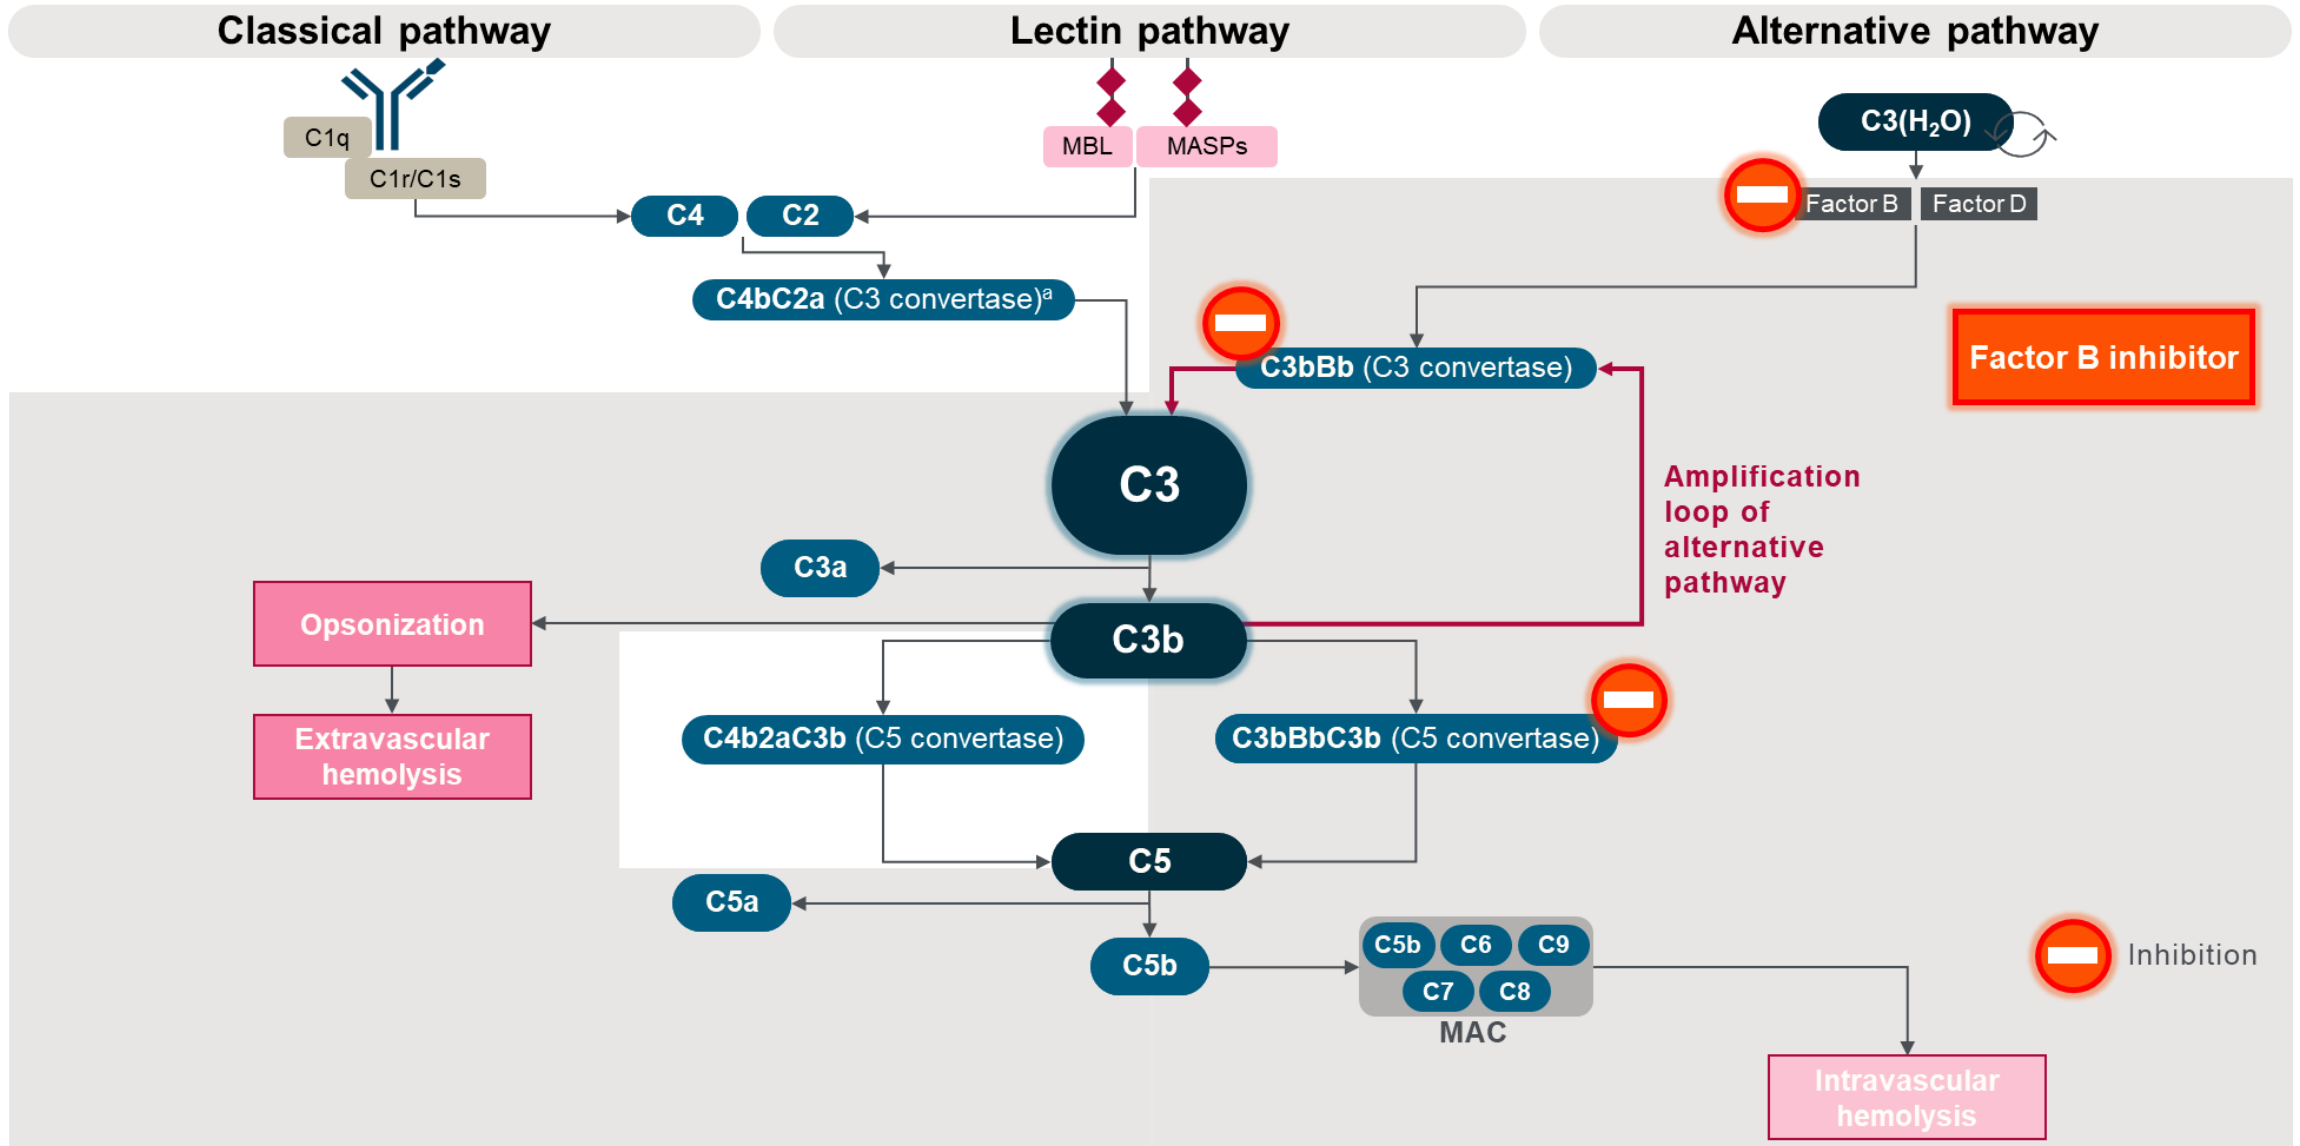 Classical pathway
Lectin pathway
Alternative pathway
C1q
C1r/C1s
MBL
MASPs
C3(H₂O)
C4
C2
Factor B
Factor D
C4bC2a (C3 convertase)ᵃ
C3bBb (C3 convertase)
Factor B inhibitor
C3
Amplification
loop of
alternative
pathway
C3a
Opsonization
C3b
Extravascular
hemolysis
C4b2aC3b (C5 convertase)
C3bBbC3b (C5 convertase)
C5
C5a
C5b
C5b
C6
C9
C7
C8
MAC
Inhibition
Intravascular
hemolysis